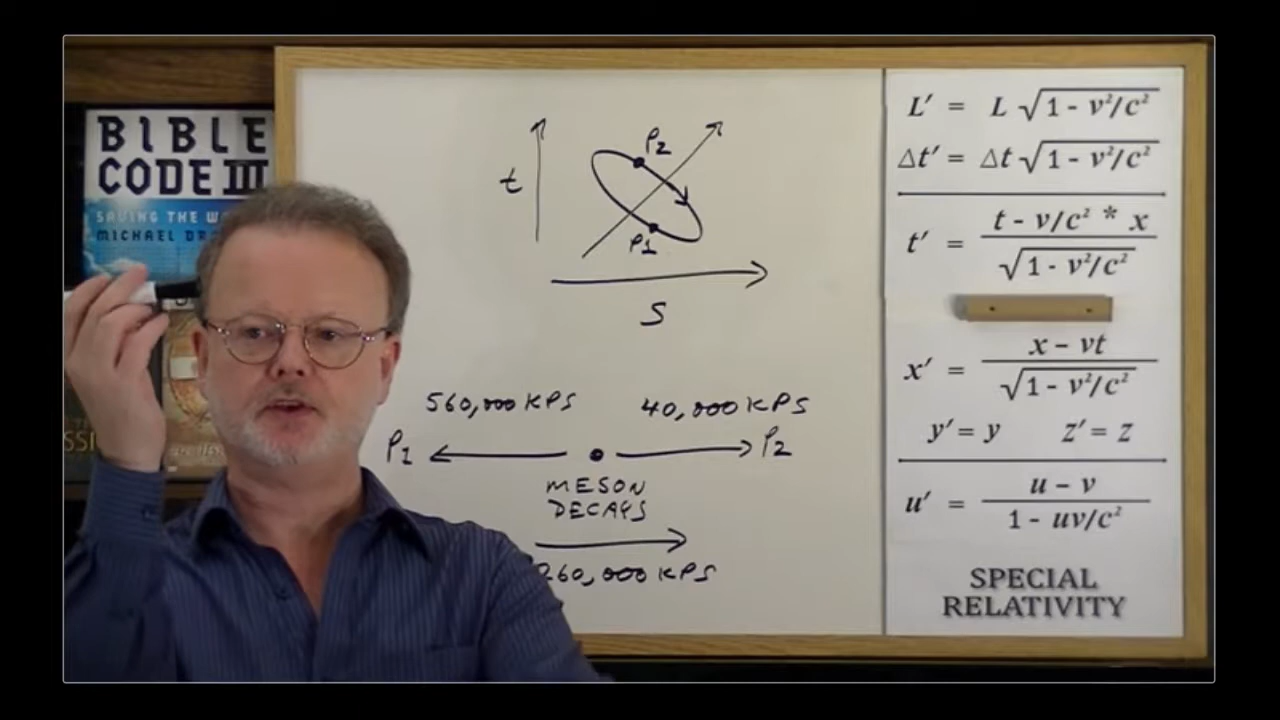 BIBLE
CODE III
SAVING THE W
MICHAEL DR
P2
t
P1
S
560,000 KPS 40,000 KPS
P1 P2
MESON
DECAYS
260,000 KPS
L' = L √1 - v²/c²
Δt' = Δt √1 - v²/c²
t' = t - v/c² * x
√1 - v²/c²
x' = x - vt
√1 - v²/c²
y' = y z' = z
u' = u - v
1 - uv/c²
SPECIAL
RELATIVITY